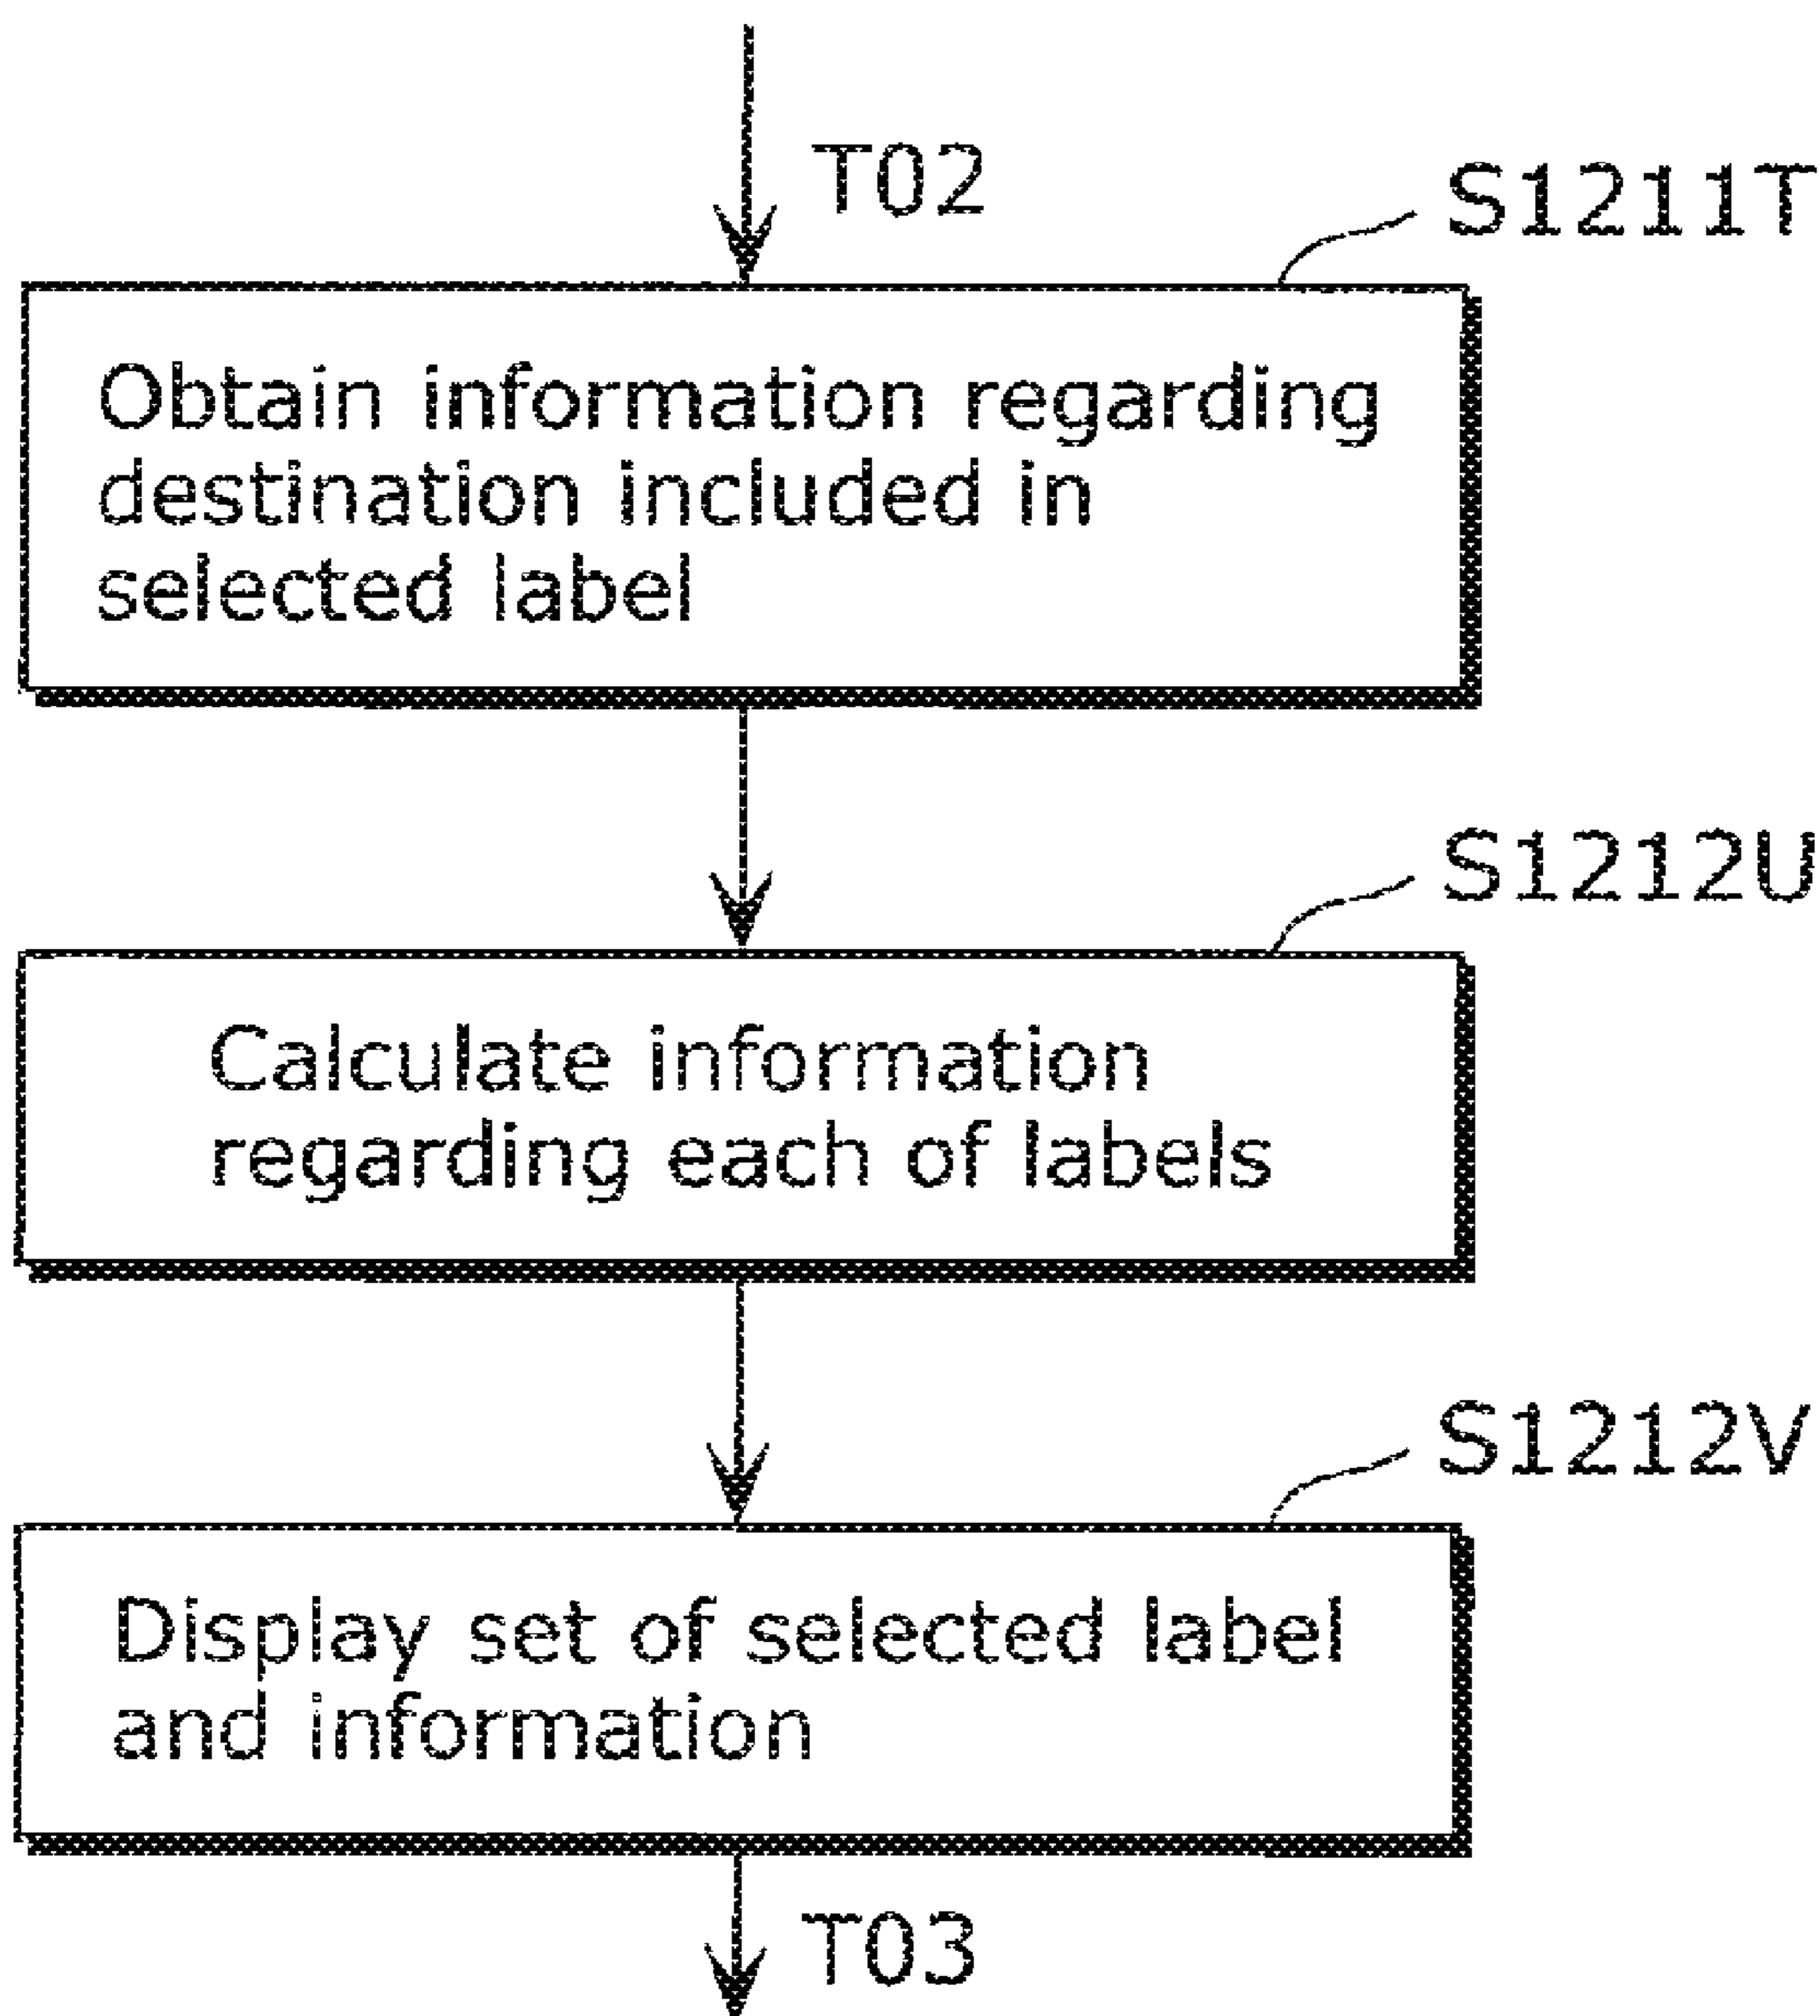 T02
S1211T
Obtain information regarding
destination included in
selected label
S1212U
Calculate information
regarding each of labels
S1212V
Display set of selected label
and information
T03